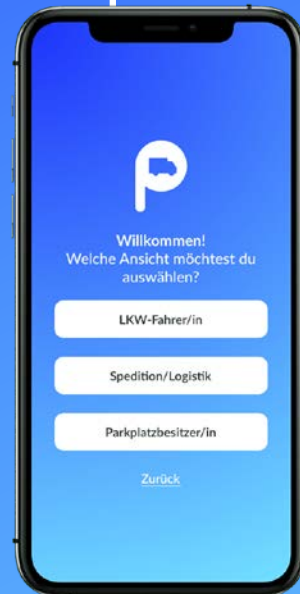 Willkommen!
Welche Ansicht möchtest du
auswählen?
LKW-Fahrer/in
Spedition/Logistik
Parkplatzbesitzer/in
Zurück